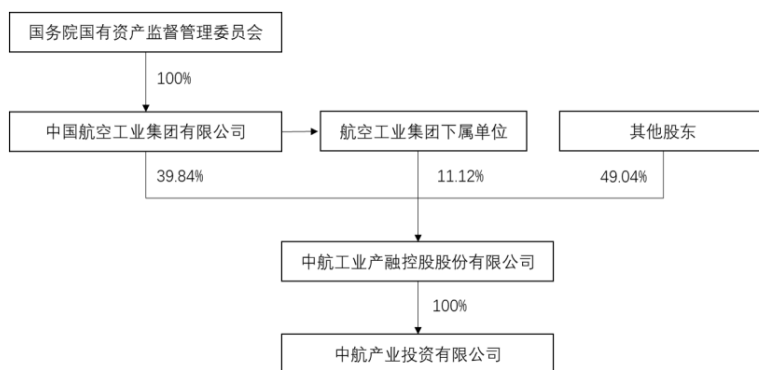 国务院国有资产监督管理委员会
100%
中国航空工业集团有限公司
航空工业集团下属单位
其他股东
39.84%
11.12%
49.04%
中航工业产融控股股份有限公司
100%
中航产业投资有限公司